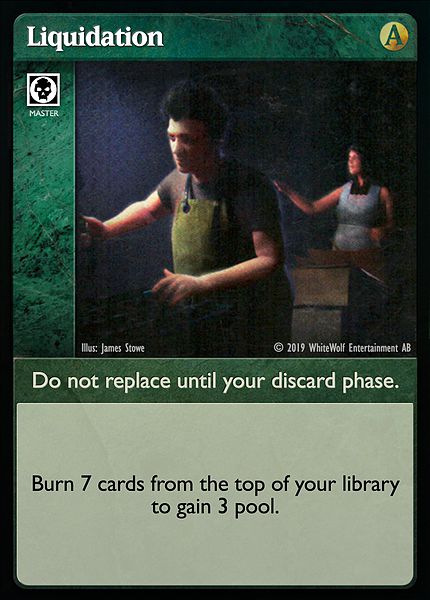 Liquidation
A
MASTER
Illus: James Stowe
© 2019 WhiteWolf Entertainment AB
Do not replace until your discard phase.
Burn 7 cards from the top of your library
to gain 3 pool.